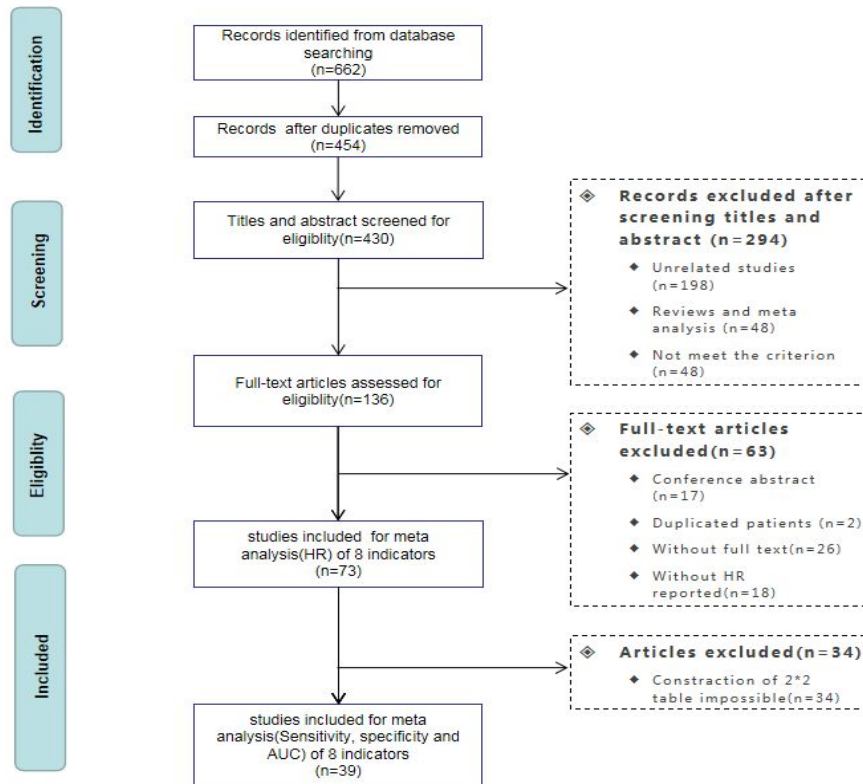 Identification
Records identified from database
searching
(n=662)
Records after duplicates removed
(n=454)
Screening
Titles and abstract screened for
eligiblity(n=430)
Records excluded after
screening titles and
abstract (n=294)
Unrelated studies
(n=198)
Reviews and meta
analysis (n=48)
Not meet the criterion
(n=48)
Eligiblity
Full-text articles assessed for
eligiblity(n=136)
Full-text articles
excluded(n=63)
Conference abstract
(n=17)
Duplicated patients (n=2)
Without full text(n=26)
Without HR
reported(n=18)
studies included for meta
analysis(HR) of 8 indicators
(n=73)
Included
Articles excluded(n=34)
Constraction of 2*2
table impossible(n=34)
studies included for meta
analysis(Sensitivity, specificity and
AUC) of 8 indicators
(n=39)